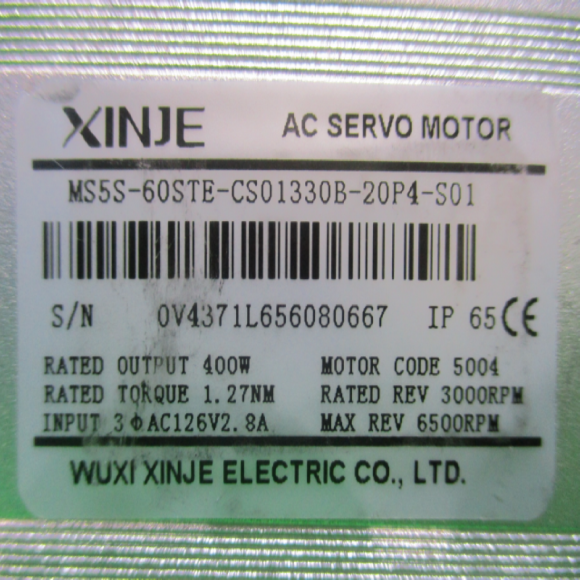 XINJE AC SERVO MOTOR
MS5S-60STE-CS01330B-20P4-S01
S/N 0V4371L656080667 IP 65 CE
RATED OUTPUT 400W MOTOR CODE 5004
RATED TORQUE 1.27NM RATED REV 3000RPM
INPUT 3ΦAC126V2.8A MAX REV 6500RPM
WUXI XINJE ELECTRIC CO., LTD.